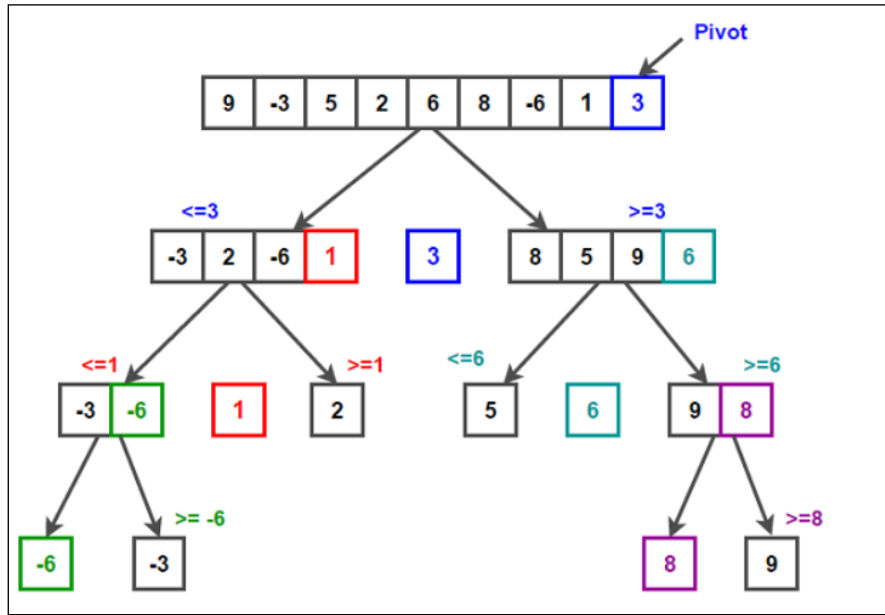 Pivot
9 -3 5 2 6 8 -6 1 3
<=3 >=3
-3 2 -6 1 3 8 5 9 6
<=1 >=1 <=6 >=6
-3 -6 1 2 5 6 9 8
>= -6 >=8
-6 -3 8 9